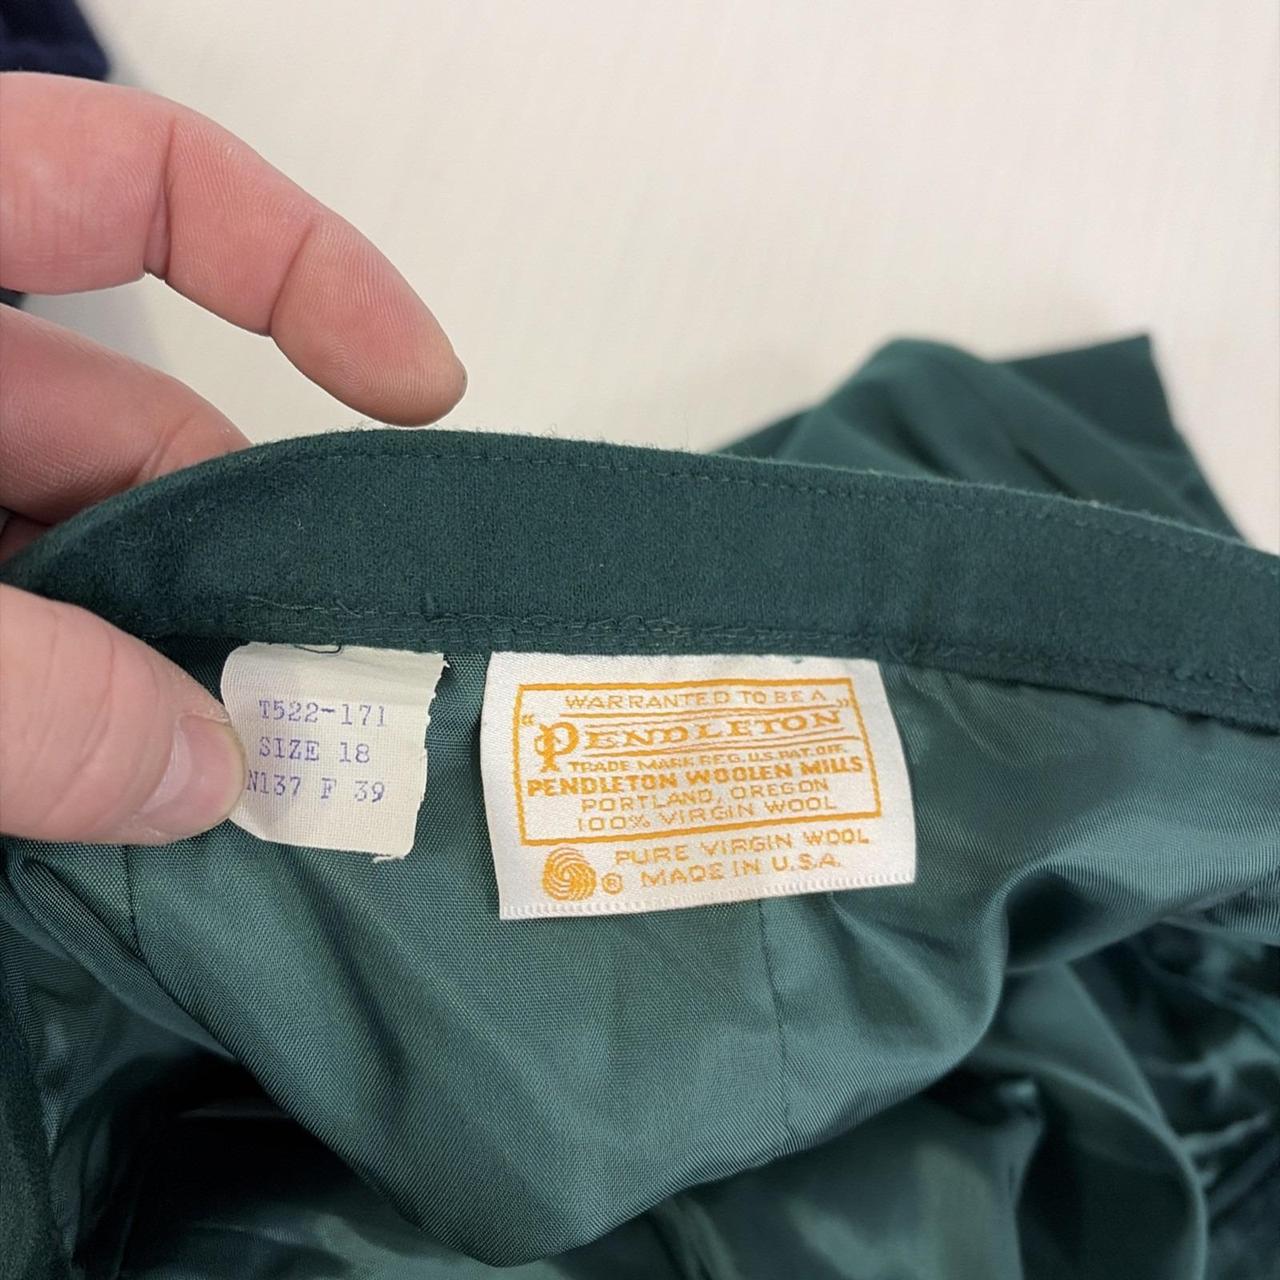 T522-171
SIZE 18
N137 F 39
WARRANTED TO BE A
"PENDLETON"
TRADE MARK REG. U.S. PAT. OFF.
PENDLETON WOOLEN MILLS
PORTLAND, OREGON
100% VIRGIN WOOL
PURE VIRGIN WOOL
® MADE IN U.S.A.